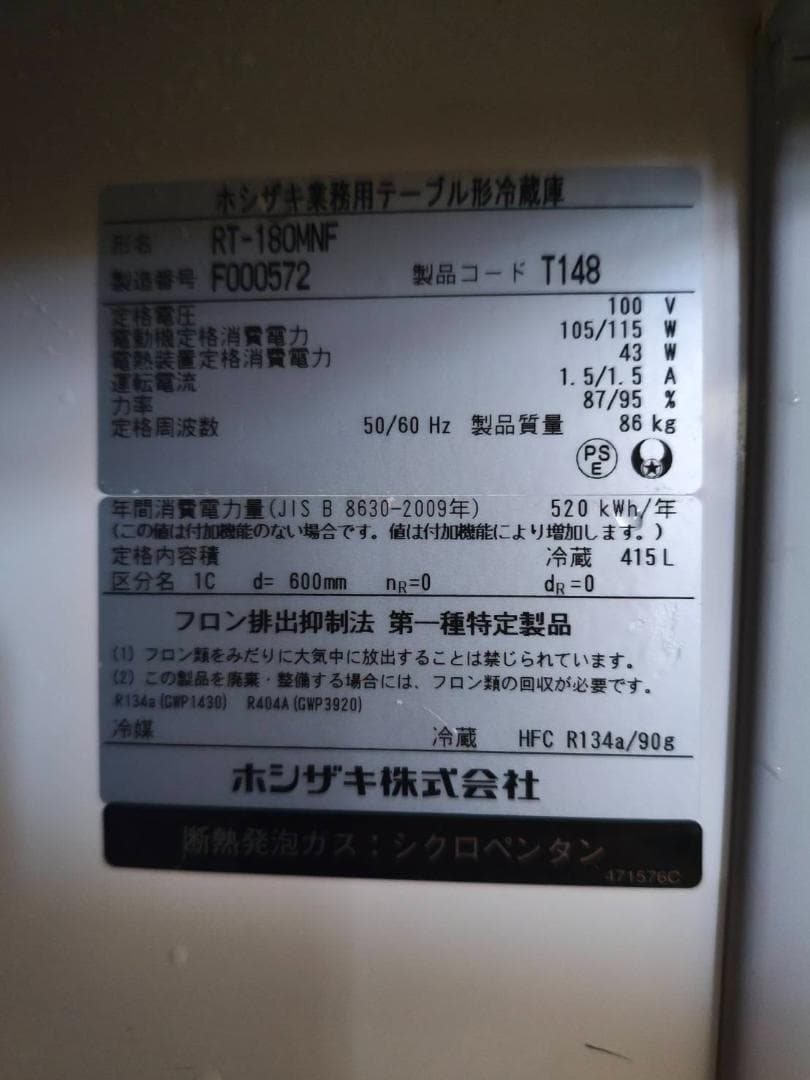 ホシザキ業務用テーブル形冷蔵庫
形名 RT-180MNF
製造番号 F000572 製品コード T148
定格電圧 100 V
電動機定格消費電力 105/115 W
電熱装置定格消費電力 43 W
運転電流 1.5/1.5 A
力率 87/95 %
定格周波数 50/60 Hz 製品質量 86 kg
PS
E
年間消費電力量(JIS B 8630-2009年) 520 kWh/年
(この値は付加機能のない場合です。値は付加機能により増加します。)
定格内容積 冷蔵 415L
区分名 1C d= 600mm nR=0 dR=0
フロン排出抑制法 第一種特定製品
(1) フロン類をみだりに大気中に放出することは禁じられています。
(2) この製品を廃棄・整備する場合には、フロン類の回収が必要です。
R134a(GWP1430) R404A(GWP3920)
冷媒 冷蔵 HFC R134a/90g
ホシザキ株式会社
断熱発泡ガス:シクロペンタン
471576C